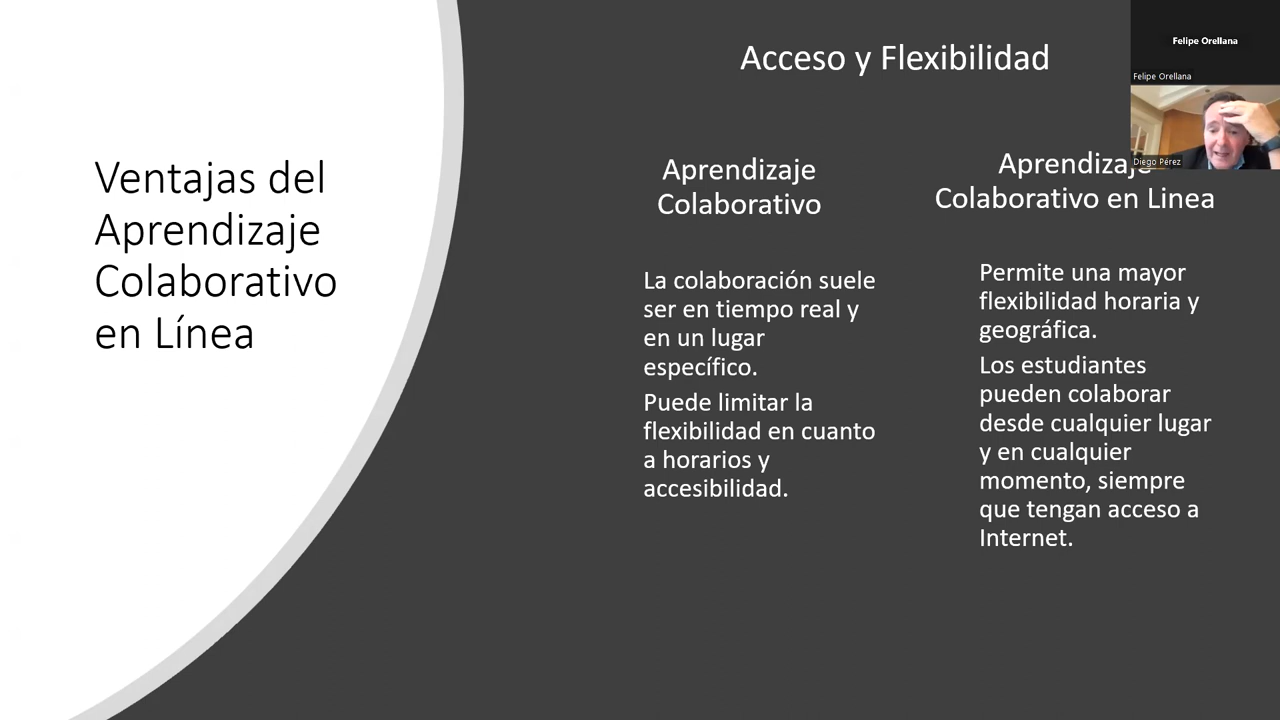 Ventajas del
Aprendizaje
Colaborativo
en Línea
Acceso y Flexibilidad
Aprendizaje
Colaborativo
La colaboración suele
ser en tiempo real y
en un lugar
específico.
Puede limitar la
flexibilidad en cuanto
a horarios y
accesibilidad.
Aprendizaje
Colaborativo en Linea
Permite una mayor
flexibilidad horaria y
geográfica.
Los estudiantes
pueden colaborar
desde cualquier lugar
y en cualquier
momento, siempre
que tengan acceso a
Internet.
Felipe Orellana
Felipe Orellana
Diego Pérez